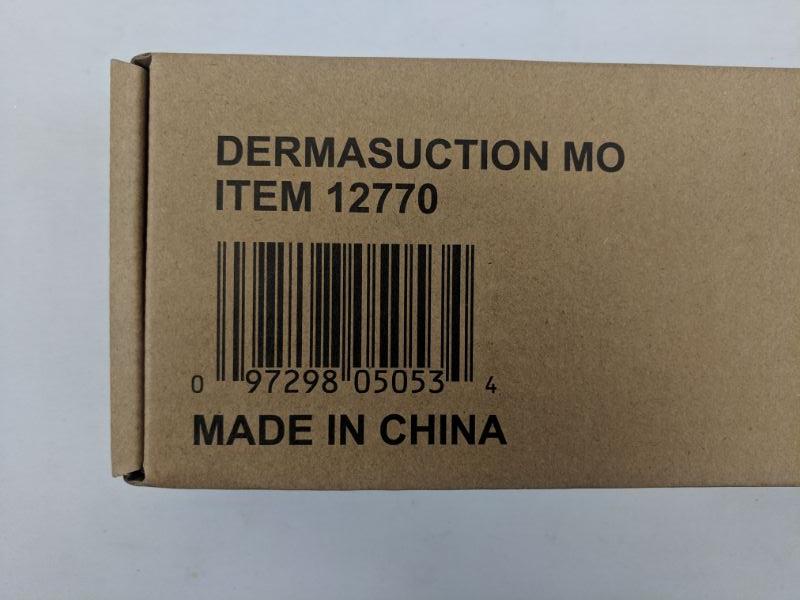 DERMASUCTION MO
ITEM 12770
0 97298 05053 4
MADE IN CHINA